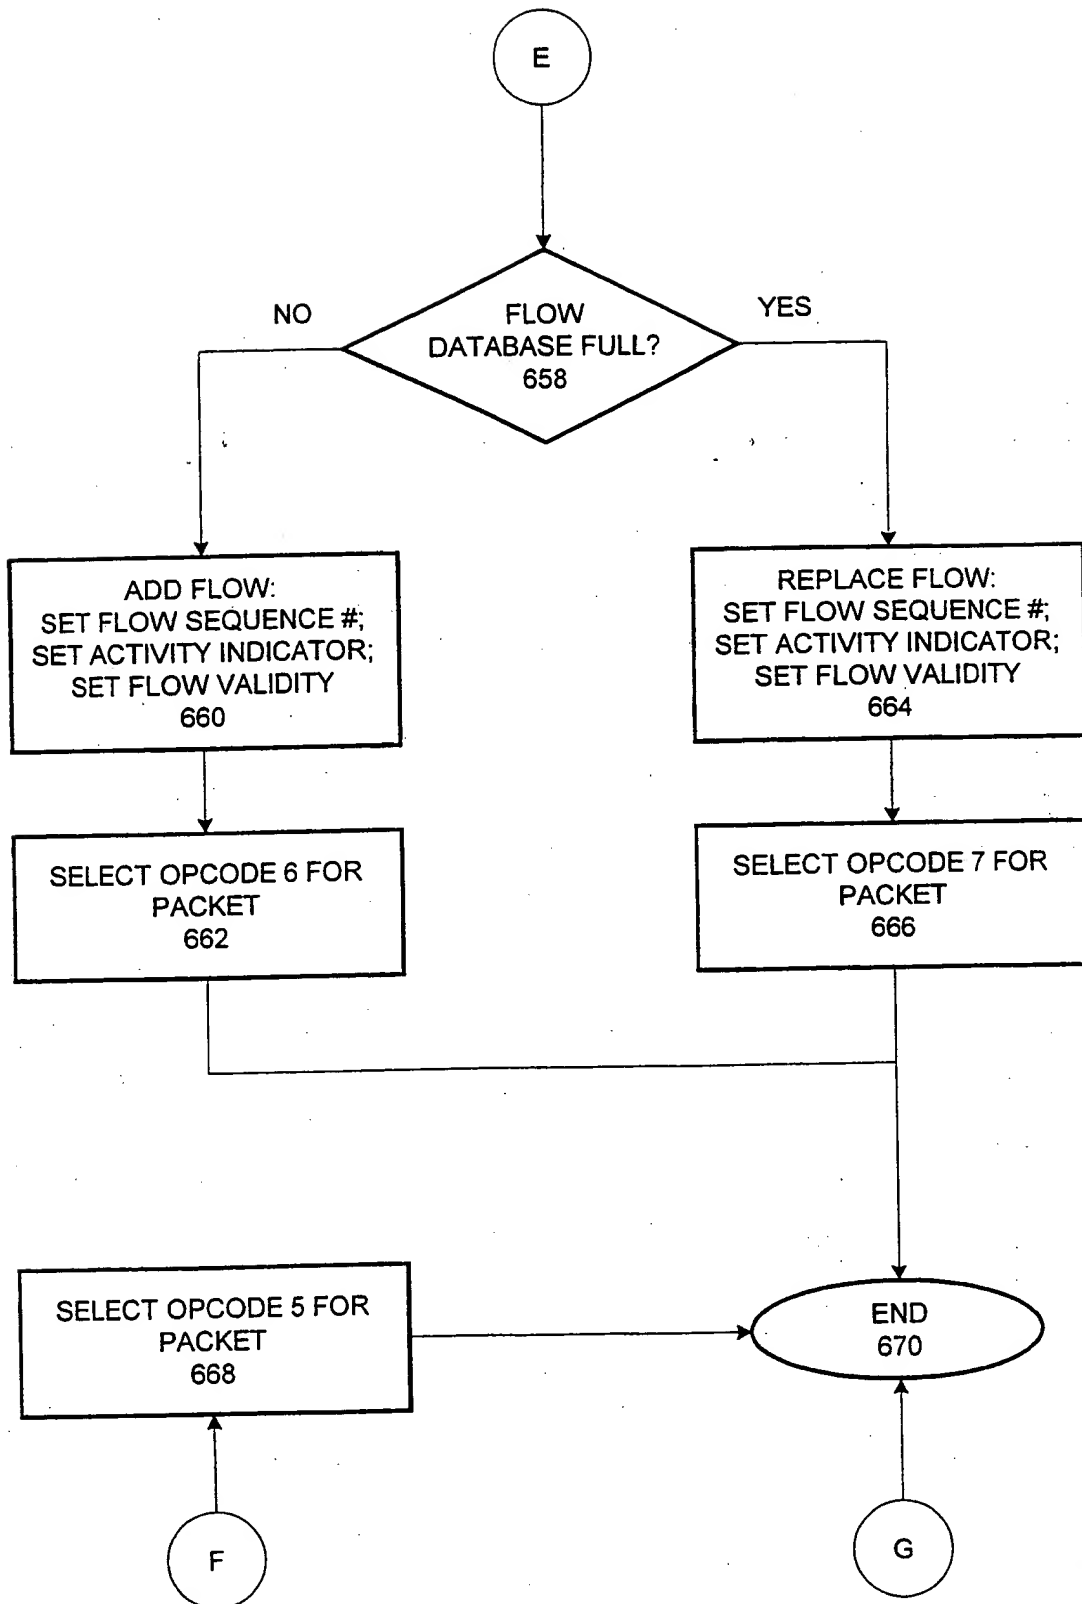 E
NO
YES
FLOW
DATABASE FULL?
658
ADD FLOW:
SET FLOW SEQUENCE #;
SET ACTIVITY INDICATOR;
SET FLOW VALIDITY
660
REPLACE FLOW:
SET FLOW SEQUENCE #;
SET ACTIVITY INDICATOR;
SET FLOW VALIDITY
664
SELECT OPCODE 6 FOR
PACKET
662
SELECT OPCODE 7 FOR
PACKET
666
SELECT OPCODE 5 FOR
PACKET
668
END
670
F
G